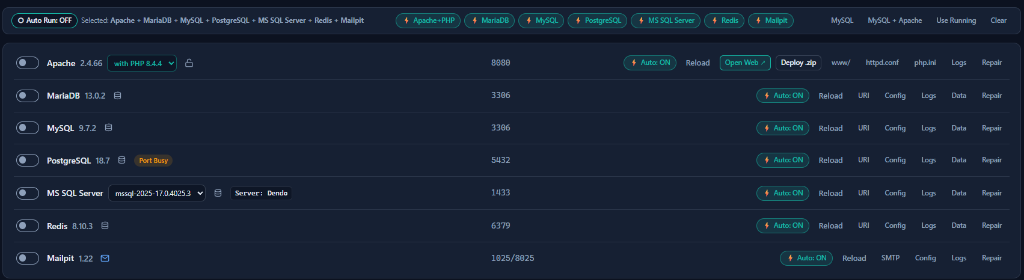 Auto Run: OFF Selected: Apache + MariaDB + MySQL + PostgreSQL + MS SQL Server + Redis + Mailpit Apache+PHP MariaDB MySQL PostgreSQL MS SQL Server Redis Mailpit MySQL MySQL + Apache Use Running Clear
Apache 2.4.66 with PHP 8.4.4 8080 Auto: ON Reload Open Web ↗ Deploy .zip www/ httpd.conf php.ini Logs Repair
MariaDB 13.0.2 3306 Auto: ON Reload URI Config Logs Data Repair
MySQL 9.7.2 3306 Auto: ON Reload URI Config Logs Data Repair
PostgreSQL 18.7 Port Busy 5432 Auto: ON Reload URI Config Logs Data Repair
MS SQL Server mssql-2025-17.0.4025.3 Server: Dendo 1433 Auto: ON Reload URI Config Logs Data Repair
Redis 8.10.3 6379 Auto: ON Reload URI Config Logs Data Repair
Mailpit 1.22 1025/8025 Auto: ON Reload SMTP Config Logs Repair